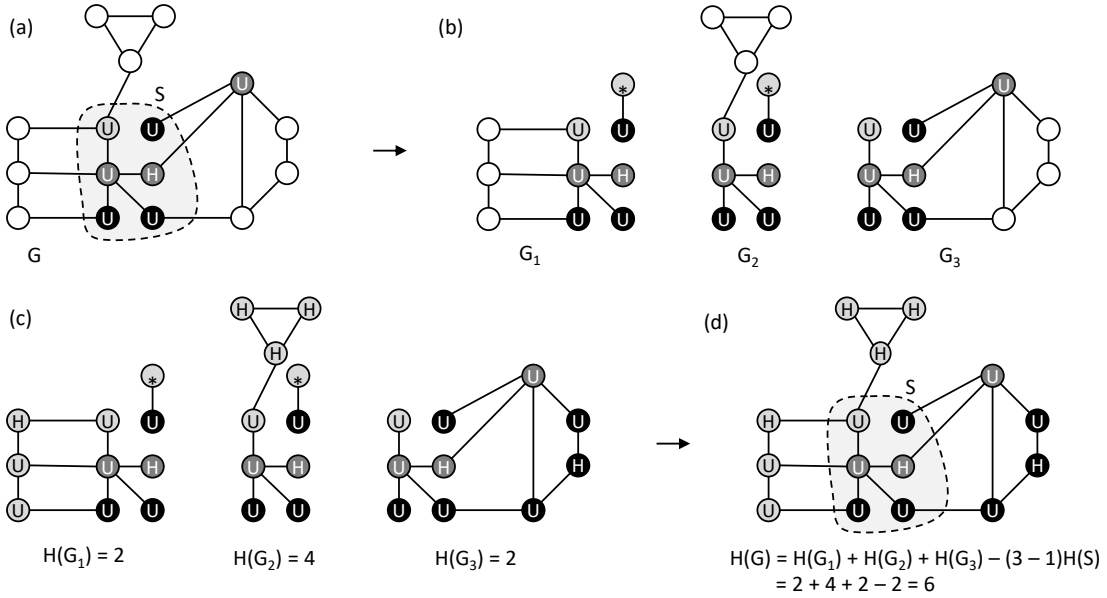 (a)
S
U
U
U
U
H
U
U
G
(b)
*
*
U
U
U
U
U
U
U
U
H
U
H
U
H
U
U
U
U
U
U
G₁
G₂
G₃
(c)
H H
H
*
*
U
H U U
U U
U U
U
U U H
U H
U H
H
U U U
U U
U U U
H(G₁) = 2
H(G₂) = 4
H(G₃) = 2
(d)
H H
H
S
U
H U U
U
U U H
H
U U U
U
H(G) = H(G₁) + H(G₂) + H(G₃) – (3 – 1)H(S)
= 2 + 4 + 2 – 2 = 6